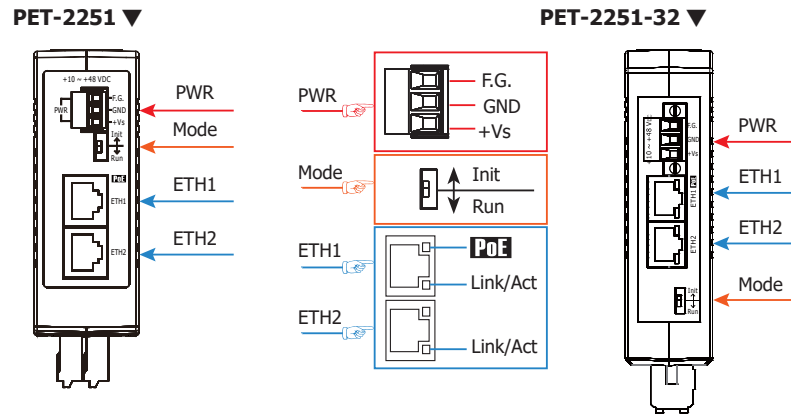 PET-2251 ▼
+10 ~ +48 VDC
PWR
F.G.
GND
+Vs
Init
Run
PoE
ETH1
ETH2
PWR
Mode
ETH1
ETH2
PWR
F.G.
GND
+Vs
Mode
Init
Run
ETH1
PoE
Link/Act
ETH2
Link/Act
PET-2251-32 ▼
+10 ~ +48 VDC
F.G.
GND
+Vs
ETH1 PoE
ETH2
Init
Run
PWR
ETH1
ETH2
Mode